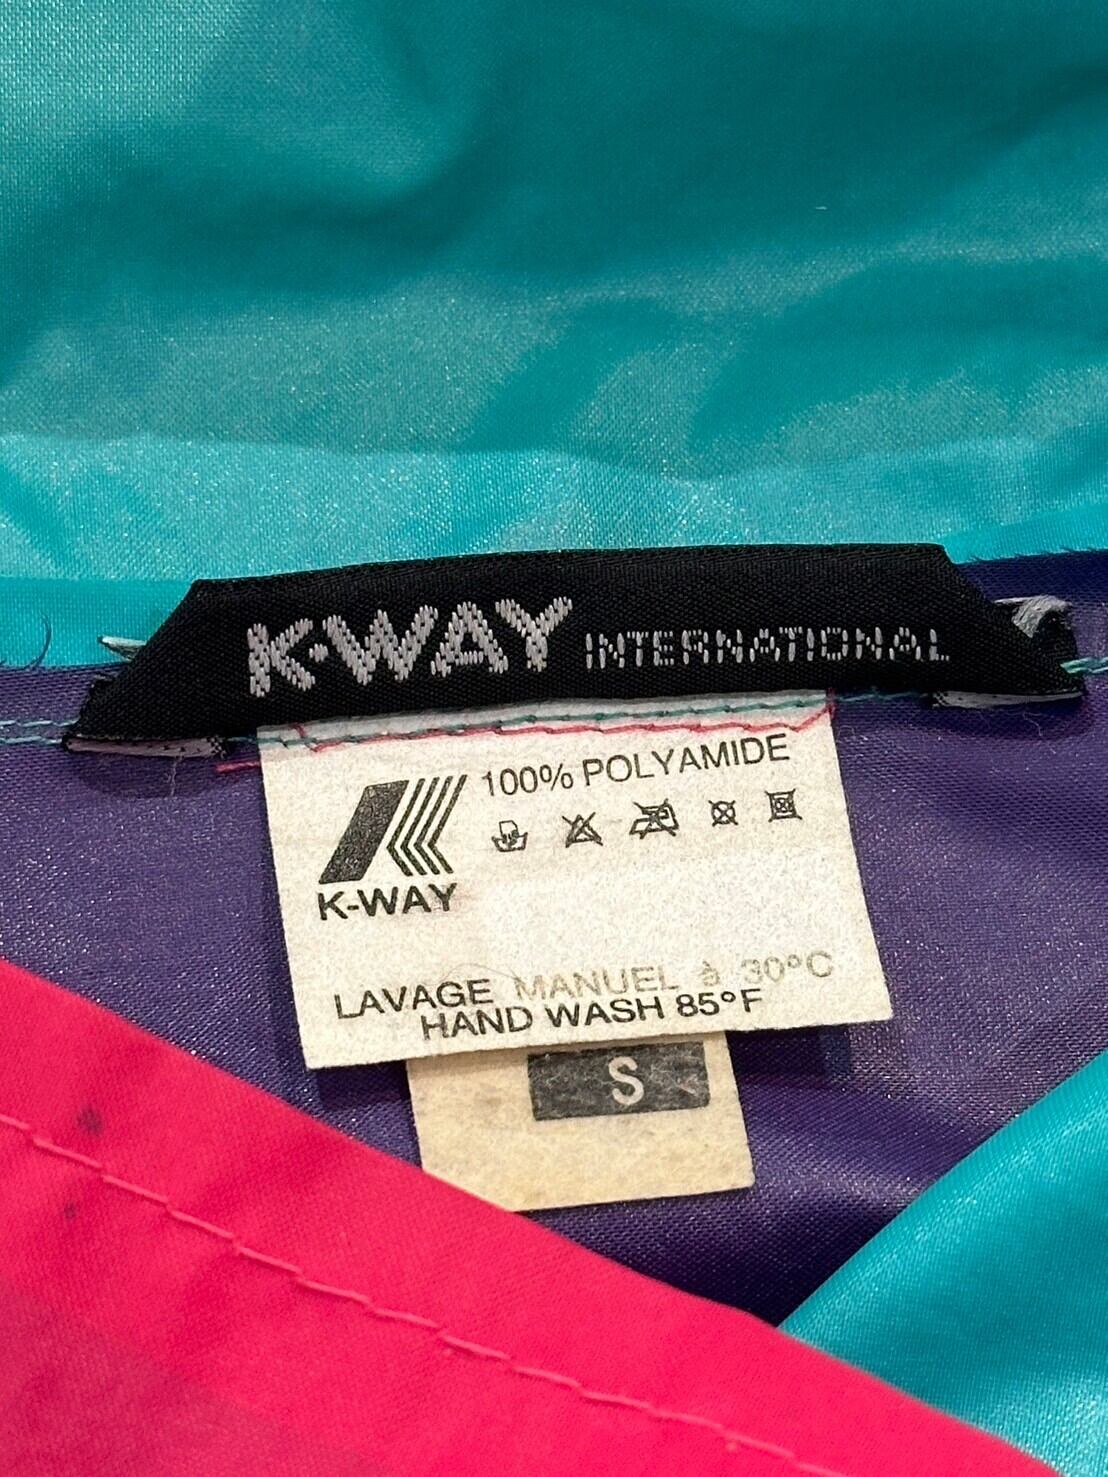 K·WAY INTERNATIONAL
100% POLYAMIDE
K-WAY
LAVAGE MANUEL à 30°C
HAND WASH 85°F
S